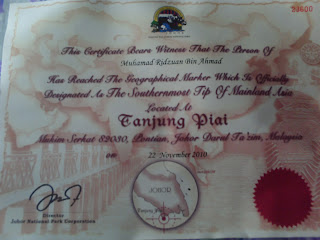 This Certificate Bears Witness That The Person Of
Muhamad Ridzuan Bin Ahmad
Has Reached The Geographical Marker Which Is Officially
Designated As The Southernmost Tip Of Mainland Asia
Located At
Tanjung Piai
Mukim Serkat 82030, Pontian, Johor Darul Ta'zim, Malaysia
on 22 November 2010
JOHOR
Director
Johor National Park Corporation